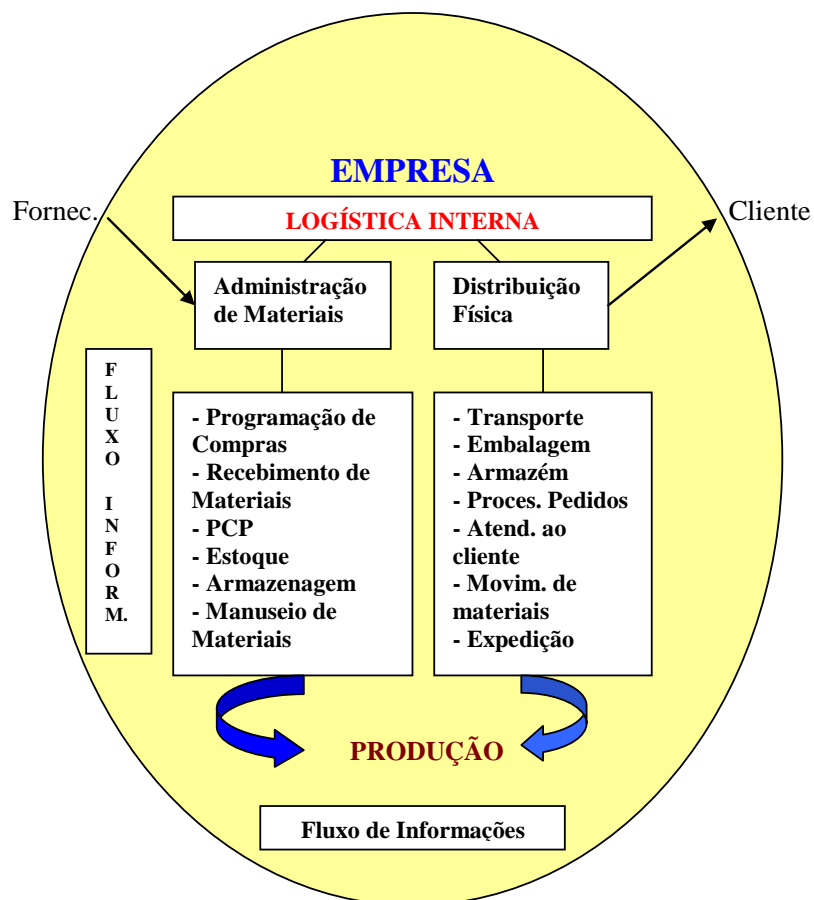 EMPRESA
Fornec.
Cliente
LOGÍSTICA INTERNA
Administração
de Materiais
Distribuição
Física
F
L
U
X
O
I
N
F
O
R
M.
- Programação de
Compras
- Recebimento de
Materiais
- PCP
- Estoque
- Armazenagem
- Manuseio de
Materiais
- Transporte
- Embalagem
- Armazém
- Proces. Pedidos
- Atend. ao
cliente
- Movim. de
materiais
- Expedição
PRODUÇÃO
Fluxo de Informações